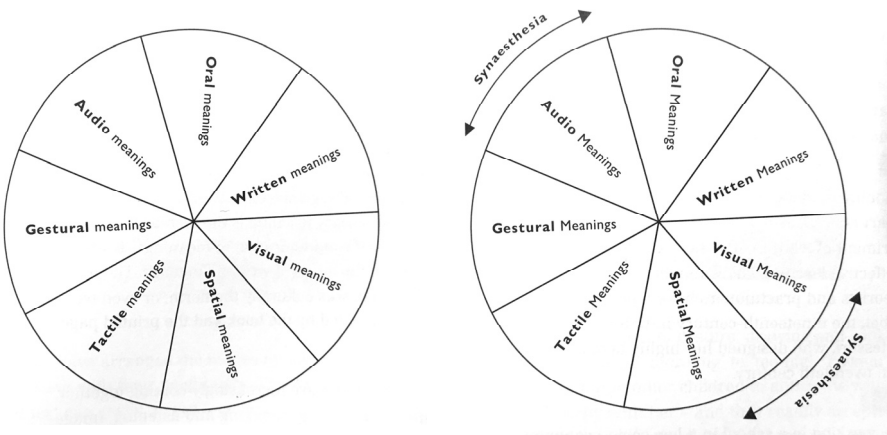 Oral meanings
Audio meanings
Written meanings
Gestural meanings
Visual meanings
Tactile meanings
Spatial meanings
Synaesthesia
Oral Meanings
Audio Meanings
Written Meanings
Gestural Meanings
Visual Meanings
Tactile Meanings
Spatial Meanings
Synaesthesia